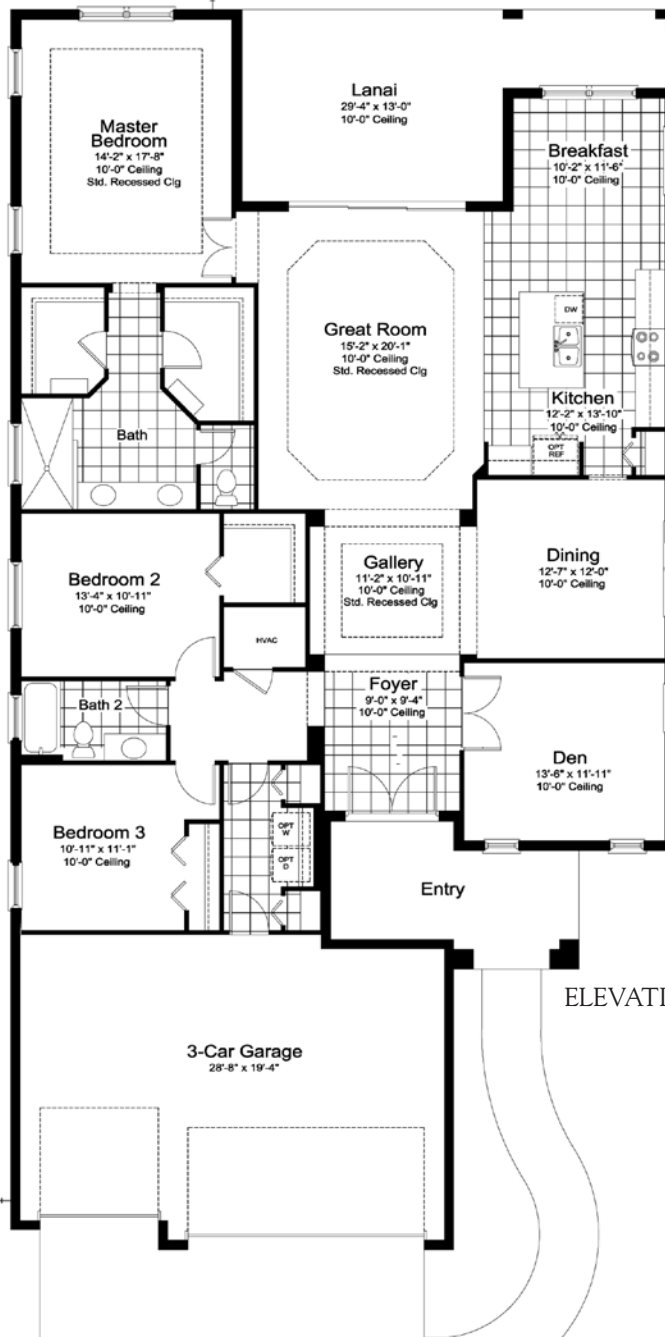 Lanai
29'-4" x 13'-0"
10'-0" Ceiling
Master
Bedroom
14'-2" x 17'-8"
10'-0" Ceiling
Std. Recessed Clg
Breakfast
10'-2" x 11'-6"
10'-0" Ceiling
Great Room
15'-2" x 20'-1"
10'-0" Ceiling
Std. Recessed Clg
DW
Kitchen
12'-2" x 13'-10"
10'-0" Ceiling
OPT
REF
Bath
Bedroom 2
13'-4" x 10'-11"
10'-0" Ceiling
Gallery
11'-2" x 10'-11"
10'-0" Ceiling
Std. Recessed Clg
Dining
12'-7" x 12'-0"
10'-0" Ceiling
HVAC
Bath 2
Foyer
9'-0" x 9'-4"
10'-0" Ceiling
Den
13'-6" x 11'-11"
10'-0" Ceiling
Bedroom 3
10'-11" x 11'-1"
10'-0" Ceiling
OPT
W
OPT
D
Entry
ELEVATI
3-Car Garage
28'-8" x 19'-4"